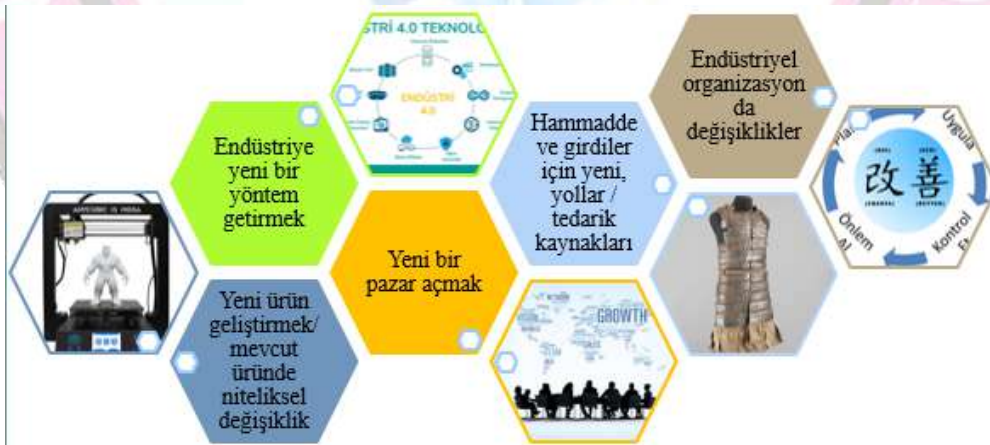 STRİ 4.0 TEKNOLO
ENDÜSTRİ
4.0
Endüstriye
yeni bir
yöntem
getirmek
Yeni ürün
geliştirmek/
mevcut
üründe
niteliksel
değişiklik
Yeni bir
pazar açmak
Hammadde
ve girdiler
için yeni,
yollar /
tedarik
kaynakları
GROWTH
Endüstriyel
organizasyon
da
değişiklikler
Uygula
Kontrol
Önlem
改善